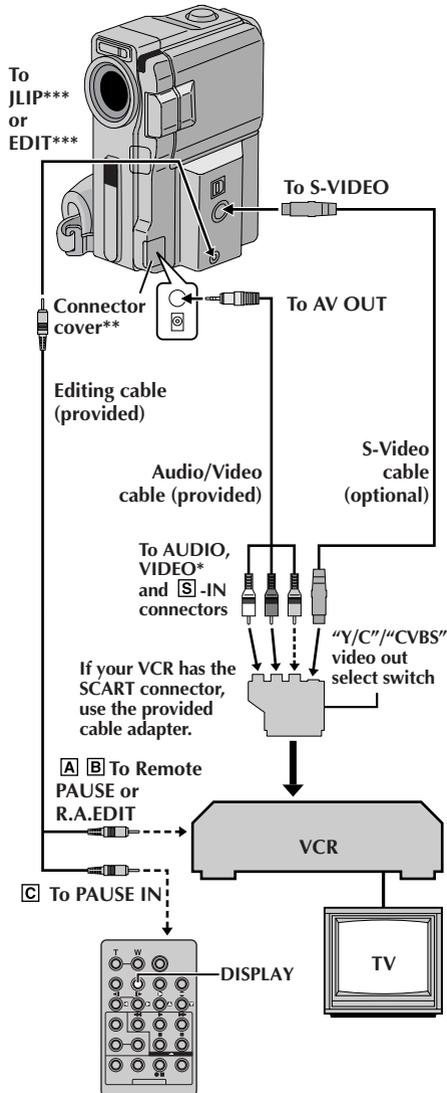 To
JLIP***
or
EDIT***
To S-VIDEO
Connector
cover**
To AV OUT
Editing cable
(provided)
S-Video
cable
(optional)
Audio/Video
cable (provided)
To AUDIO,
VIDEO*
and S -IN
connectors
"Y/C"/"CVBS"
video out
select switch
If your VCR has the
SCART connector,
use the provided
cable adapter.
A B To Remote
PAUSE or
R.A.EDIT
VCR
C To PAUSE IN
TV
T W
DISPLAY